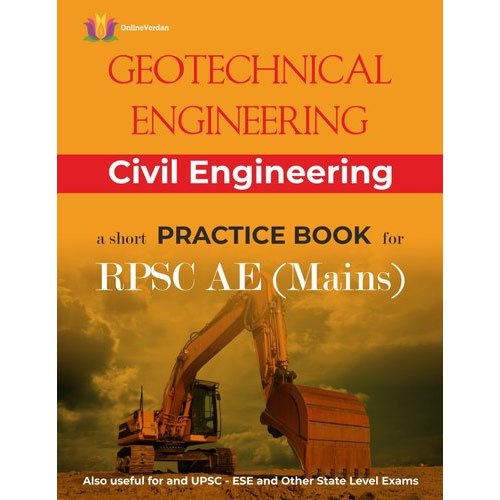 OnlineVerdan
GEOTECHNICAL
ENGINEERING
Civil Engineering
a short PRACTICE BOOK for
RPSC AE (Mains)
Also useful for and UPSC - ESE and Other State Level Exams